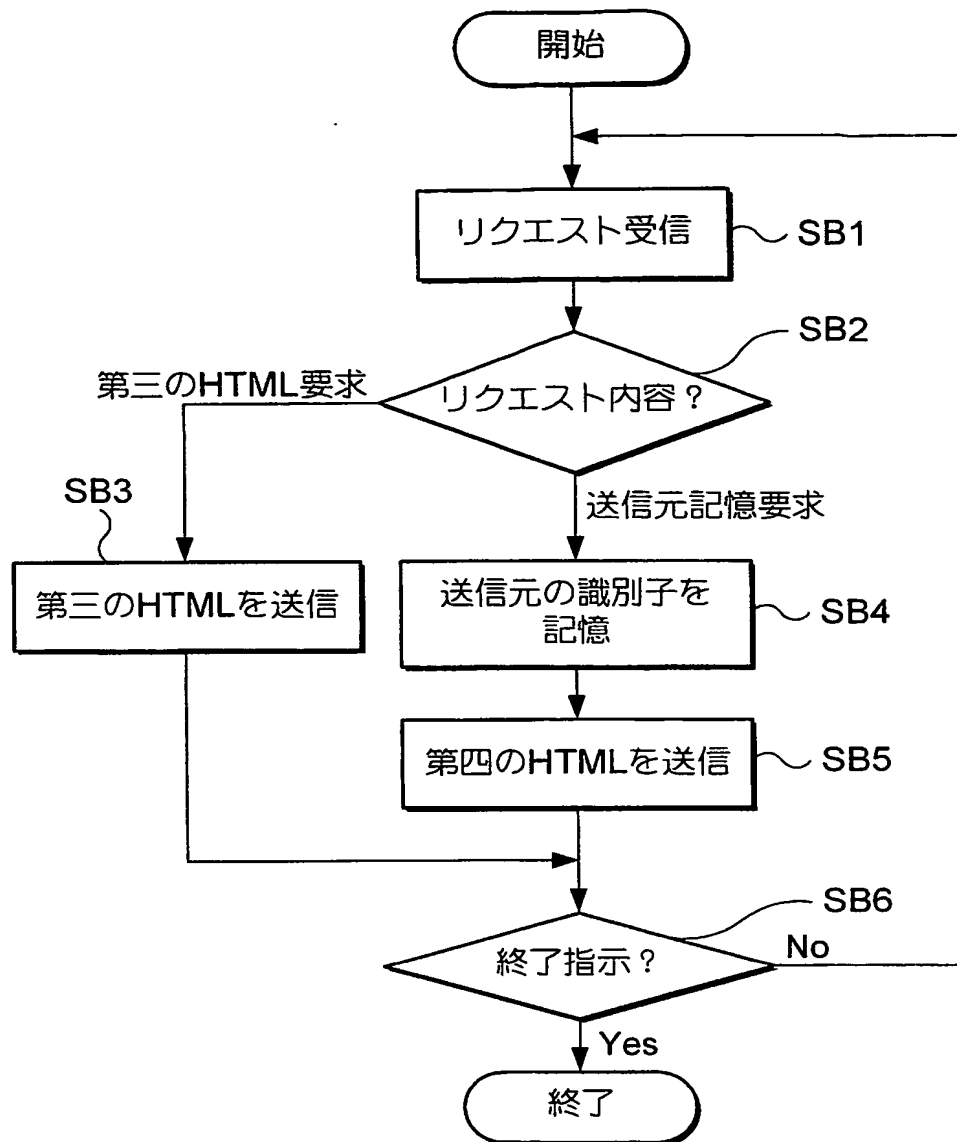 開始
リクエスト受信
SB1
SB2
リクエスト内容？
第三のHTML要求
送信元記憶要求
SB3
第三のHTMLを送信
送信元の識別子を
記憶
SB4
第四のHTMLを送信
SB5
SB6
終了指示？
No
Yes
終了